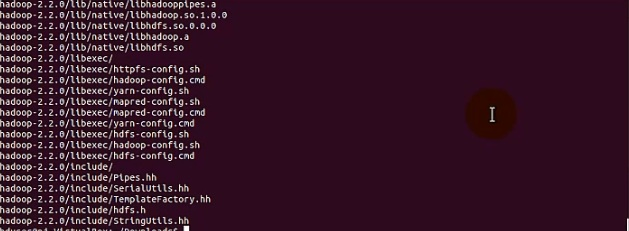 hadoop-2.2.0/lib/native/libhadooppipes.a
hadoop-2.2.0/lib/native/libhadoop.so.1.0.0
hadoop-2.2.0/lib/native/libhdfs.so.0.0.0
hadoop-2.2.0/lib/native/libhadoop.a
hadoop-2.2.0/lib/native/libhdfs.so
hadoop-2.2.0/libexec/
hadoop-2.2.0/libexec/httpfs-config.sh
hadoop-2.2.0/libexec/hadoop-config.cmd
hadoop-2.2.0/libexec/yarn-config.sh
hadoop-2.2.0/libexec/mapred-config.sh
hadoop-2.2.0/libexec/mapred-config.cmd
hadoop-2.2.0/libexec/yarn-config.cmd
hadoop-2.2.0/libexec/hdfs-config.sh
hadoop-2.2.0/libexec/hadoop-config.sh
hadoop-2.2.0/libexec/hdfs-config.cmd
hadoop-2.2.0/include/
hadoop-2.2.0/include/Pipes.hh
hadoop-2.2.0/include/SerialUtils.hh
hadoop-2.2.0/include/TemplateFactory.hh
hadoop-2.2.0/include/hdfs.h
hadoop-2.2.0/include/StringUtils.hh